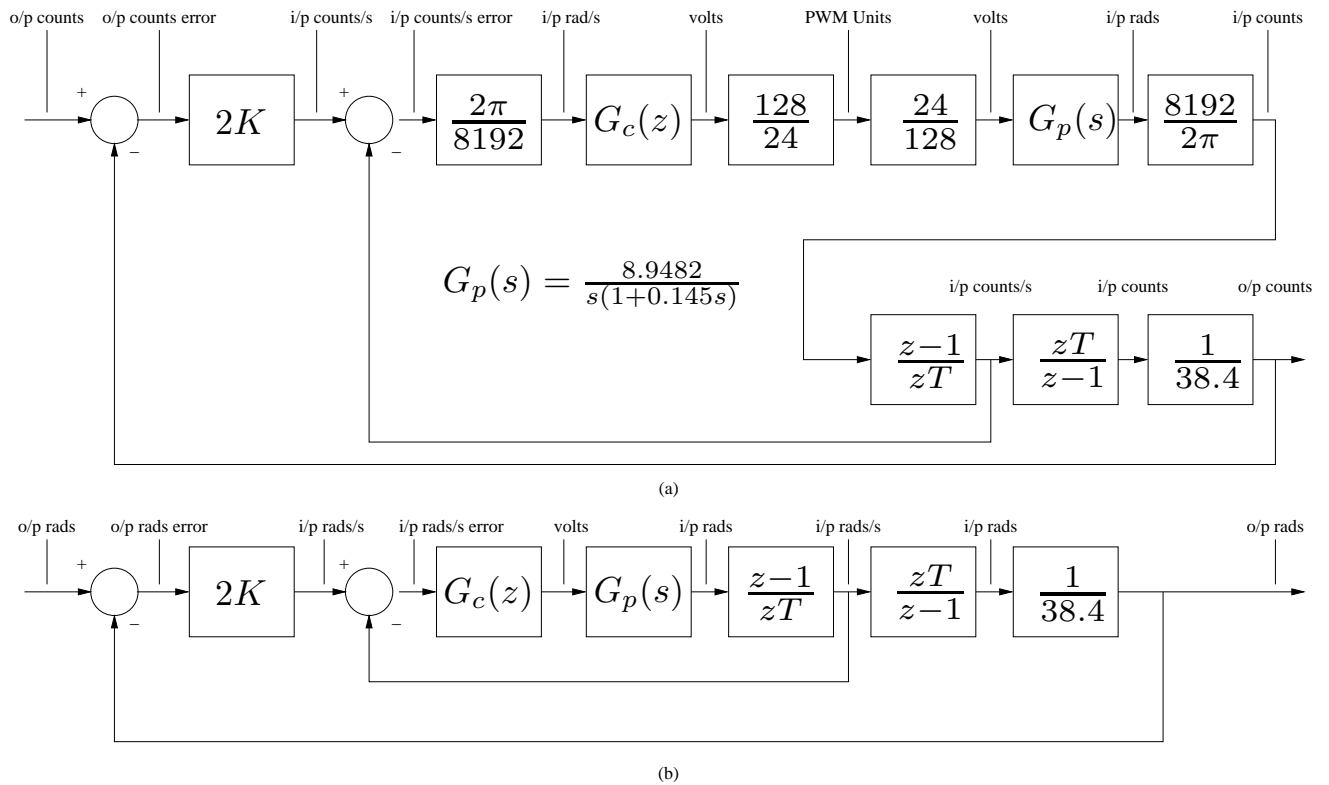 o/p counts o/p counts error i/p counts/s i/p counts/s error i/p rad/s volts PWM Units volts i/p rads i/p counts
+ − 2K + − 2π/8192 G_c(z) 128/24 24/128 G_p(s) 8192/2π
G_p(s) = 8.9482/s(1+0.145s)
i/p counts/s i/p counts o/p counts
z−1/zT zT/z−1 1/38.4
(a)
o/p rads o/p rads error i/p rads/s i/p rads/s error volts i/p rads i/p rads/s i/p rads o/p rads
+ − 2K + − G_c(z) G_p(s) z−1/zT zT/z−1 1/38.4
(b)